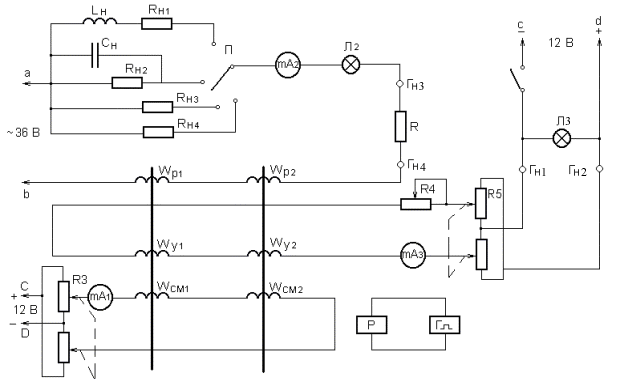 Lн
Rн1
c
d
–
+
Cн
П
Л2
12 В
mA2
a
Rн2
Гн3
Rн3
R
Л3
~36 В
Rн4
Гн4
Гн1
Гн2
Wр1
Wр2
b
R4
R5
Wу1
Wу2
mA3
C
R3
+
mA1
Wсм1
Wсм2
12 В
–
D
Р
Г